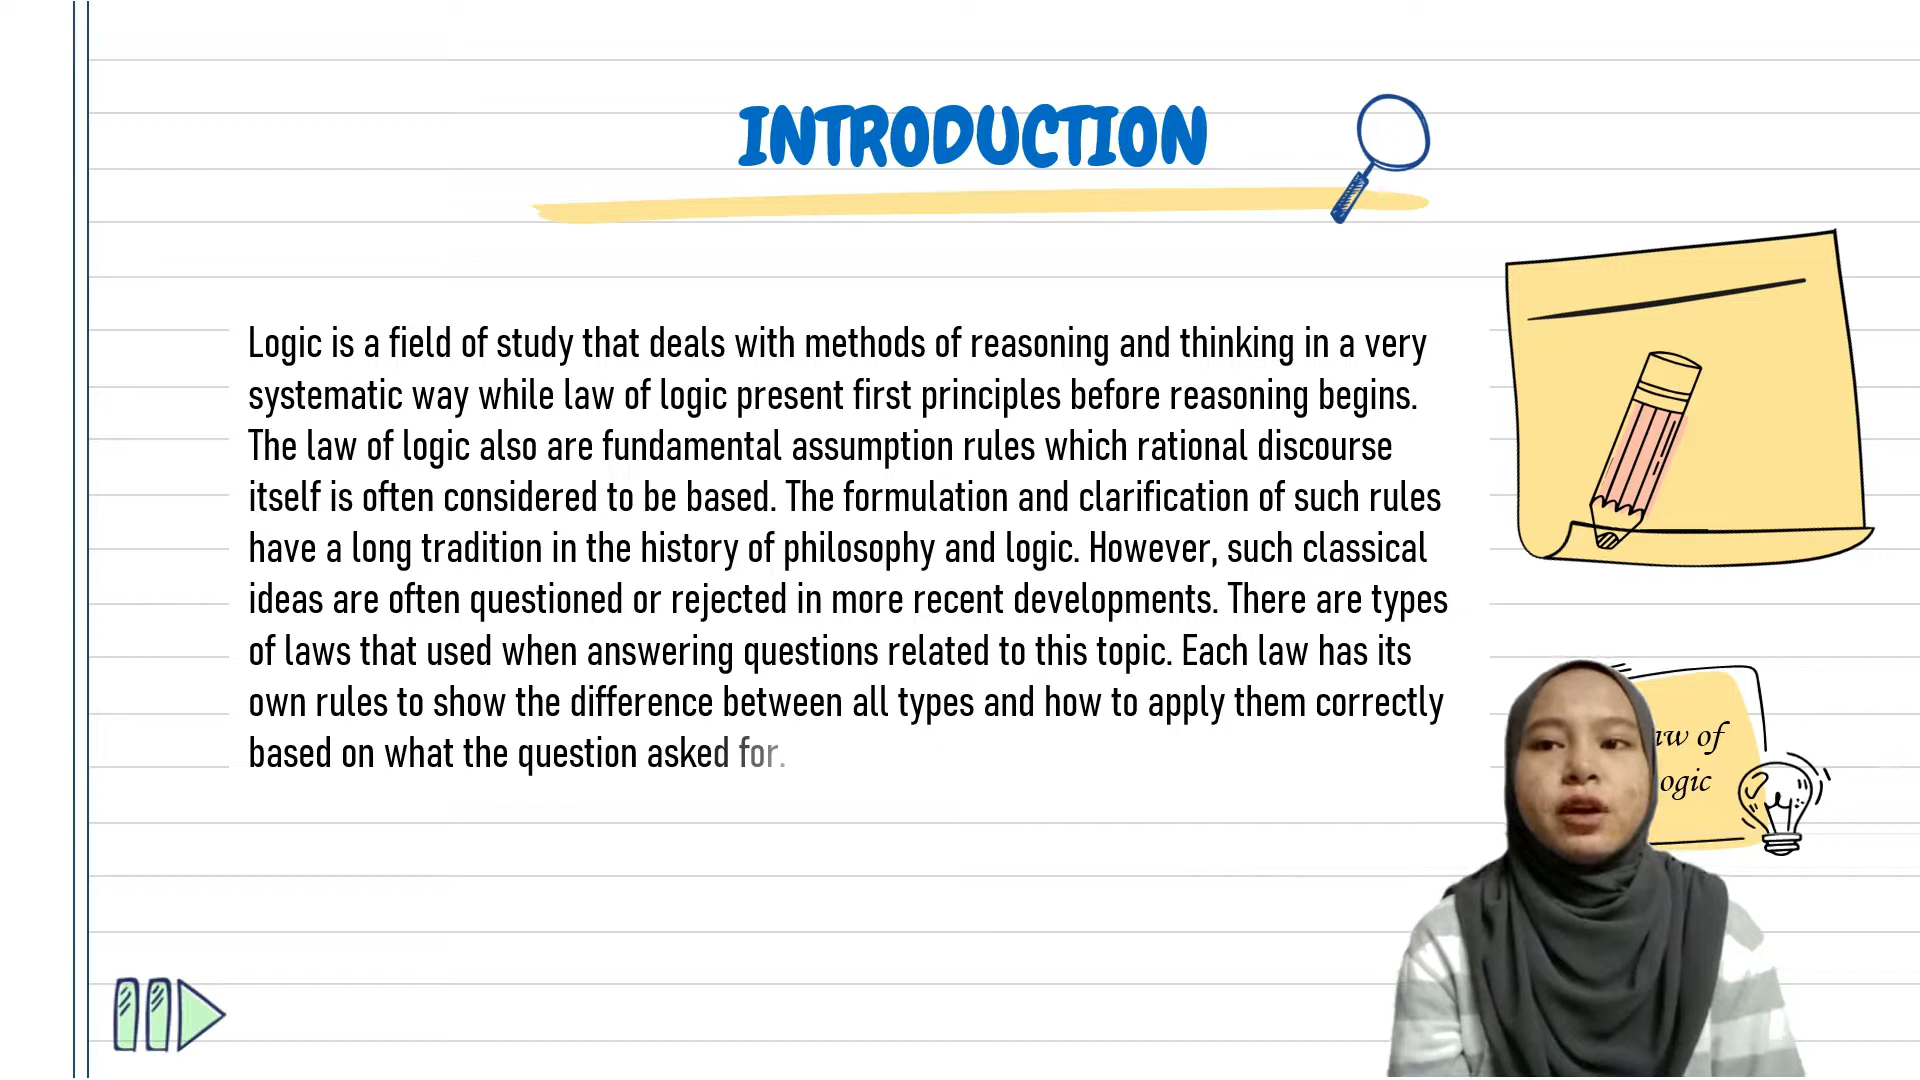 INTRODUCTION
Logic is a field of study that deals with methods of reasoning and thinking in a very
systematic way while law of logic present first principles before reasoning begins.
The law of logic also are fundamental assumption rules which rational discourse
itself is often considered to be based. The formulation and clarification of such rules
have a long tradition in the history of philosophy and logic. However, such classical
ideas are often questioned or rejected in more recent developments. There are types
of laws that used when answering questions related to this topic. Each law has its
own rules to show the difference between all types and how to apply them correctly
based on what the question asked for.
of